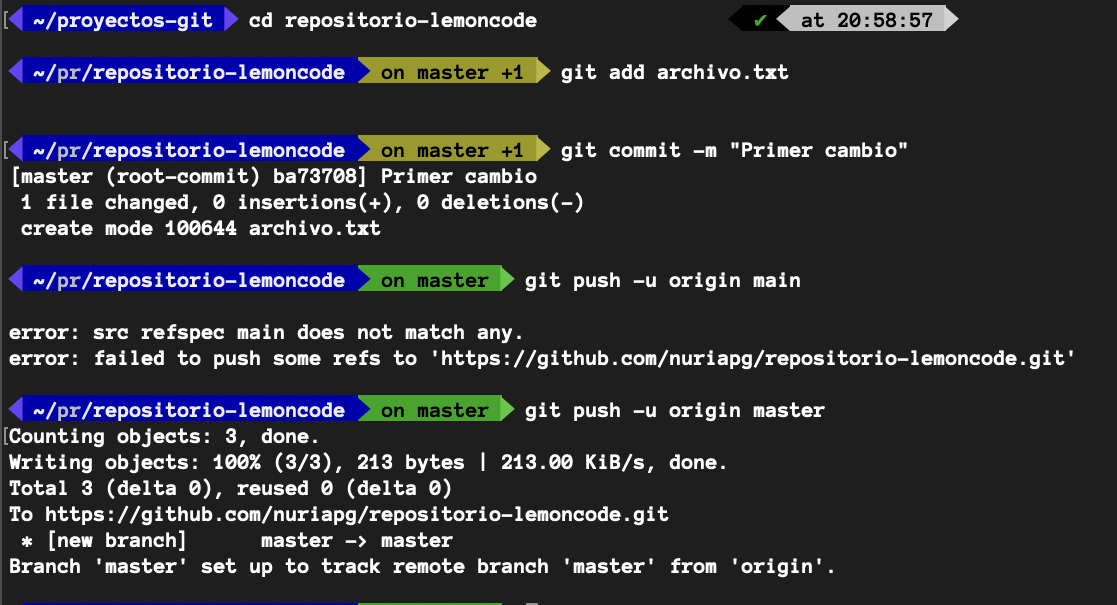 ~/proyectos-git cd repositorio-lemoncode ✔ at 20:58:57
~/pr/repositorio-lemoncode on master +1 git add archivo.txt
[ ~/pr/repositorio-lemoncode on master +1 git commit -m "Primer cambio"
[master (root-commit) ba73708] Primer cambio
1 file changed, 0 insertions(+), 0 deletions(-)
create mode 100644 archivo.txt
~/pr/repositorio-lemoncode on master git push -u origin main
error: src refspec main does not match any.
error: failed to push some refs to 'https://github.com/nuriapg/repositorio-lemoncode.git'
~/pr/repositorio-lemoncode on master git push -u origin master
Counting objects: 3, done.
Writing objects: 100% (3/3), 213 bytes | 213.00 KiB/s, done.
Total 3 (delta 0), reused 0 (delta 0)
To https://github.com/nuriapg/repositorio-lemoncode.git
* [new branch] master -> master
Branch 'master' set up to track remote branch 'master' from 'origin'.